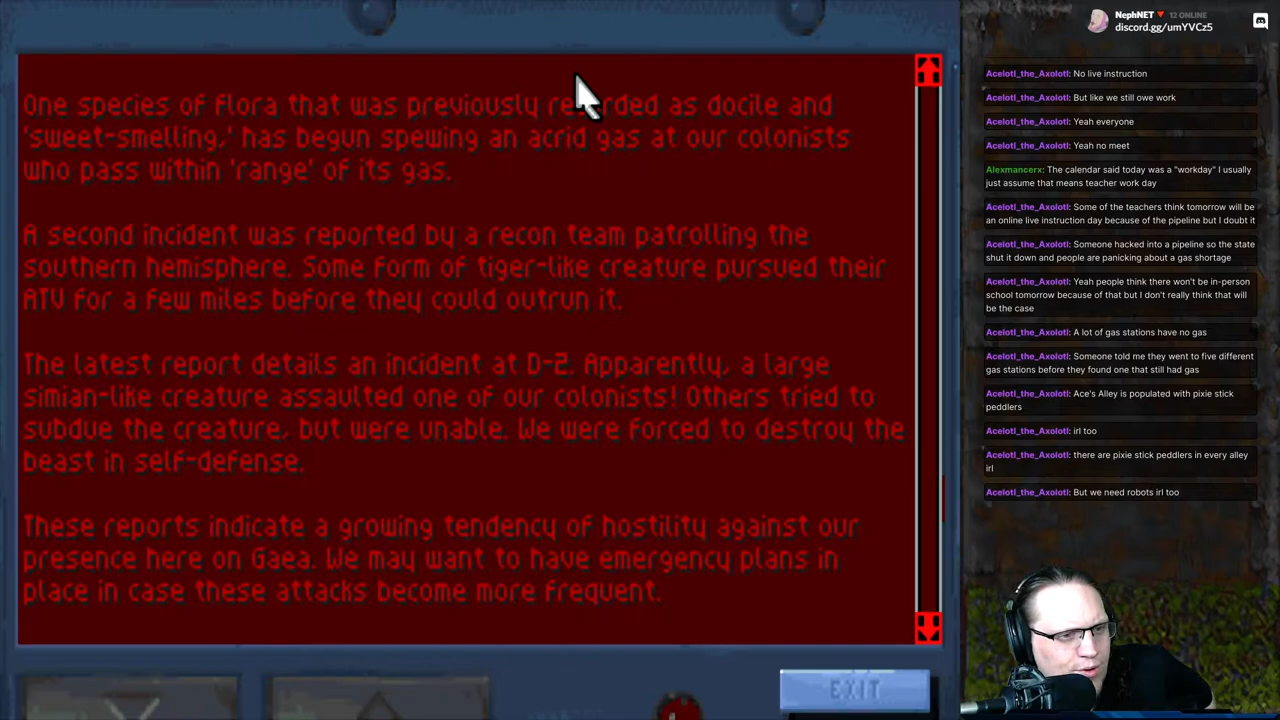 One species of flora that was previously regarded as docile and
'sweet-smelling,' has begun spewing an acrid gas at our colonists
who pass within 'range' of its gas.
A second incident was reported by a recon team patrolling the
southern hemisphere. Some form of tiger-like creature pursued their
ATV for a few miles before they could outrun it.
The latest report details an incident at D-2. Apparently, a large
simian-like creature assaulted one of our colonists! Others tried to
subdue the creature, but were unable. We were forced to destroy the
beast in self-defense.
These reports indicate a growing tendency of hostility against our
presence here on Gaea. We may want to have emergency plans in
place in case these attacks become more frequent.
EXIT
NephNET 12 ONLINE
discord.gg/umYVCz5
Acelotl_the_Axolotl: No live instruction
Acelotl_the_Axolotl: But like we still owe work
Acelotl_the_Axolotl: Yeah everyone
Acelotl_the_Axolotl: Yeah no meet
Alexmancerx: The calendar said today was a "workday" I usually
just assume that means teacher work day
Acelotl_the_Axolotl: Some of the teachers think tomorrow will be
an online live instruction day because of the pipeline but I doubt it
Acelotl_the_Axolotl: Someone hacked into a pipeline so the state
shut it down and people are panicking about a gas shortage
Acelotl_the_Axolotl: Yeah people think there won't be in-person
school tomorrow because of that but I don't really think that will
be the case
Acelotl_the_Axolotl: A lot of gas stations have no gas
Acelotl_the_Axolotl: Someone told me they went to five different
gas stations before they found one that still had gas
Acelotl_the_Axolotl: Ace's Alley is populated with pixie stick
peddlers
Acelotl_the_Axolotl: irl too
Acelotl_the_Axolotl: there are pixie stick peddlers in every alley
irl
Acelotl_the_Axolotl: But we need robots irl too